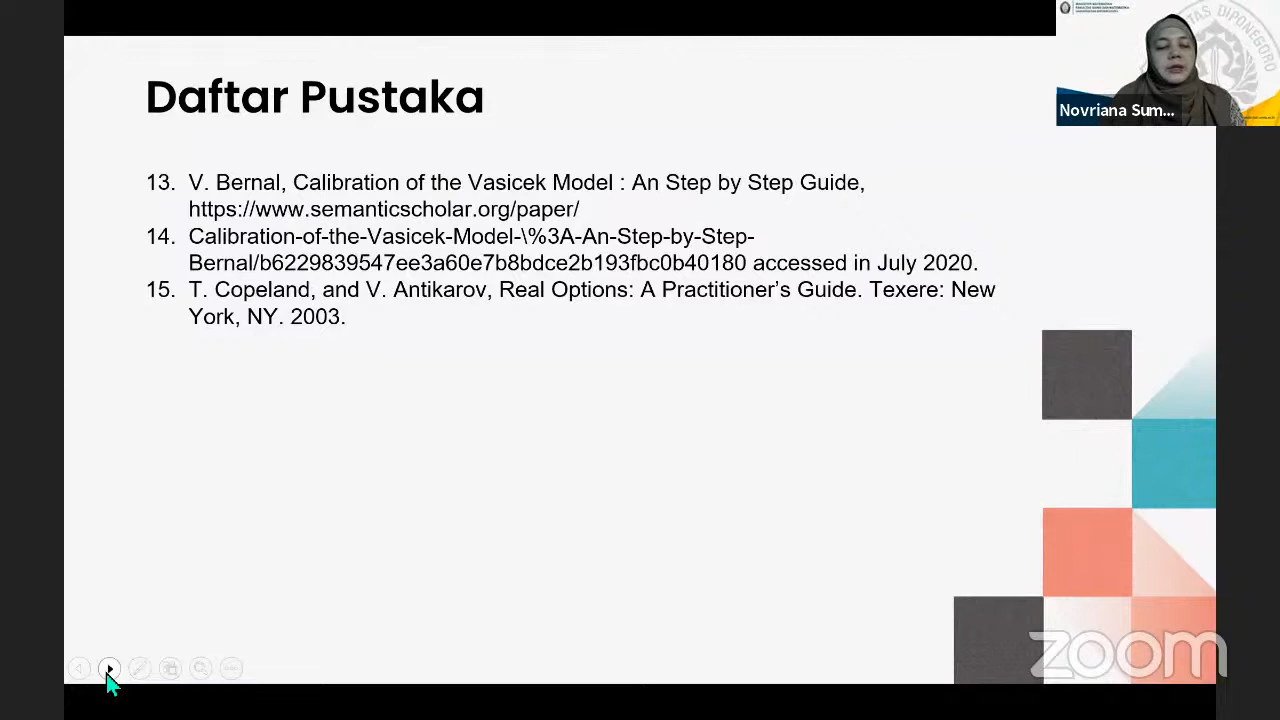 Daftar Pustaka
13. V. Bernal, Calibration of the Vasicek Model : An Step by Step Guide,
https://www.semanticscholar.org/paper/
14. Calibration-of-the-Vasicek-Model-\%3A-An-Step-by-Step-
Bernal/b6229839547ee3a60e7b8bdce2b193fbc0b40180 accessed in July 2020.
15. T. Copeland, and V. Antikarov, Real Options: A Practitioner’s Guide. Texere: New
York, NY. 2003.
Novriana Sum...
zoom